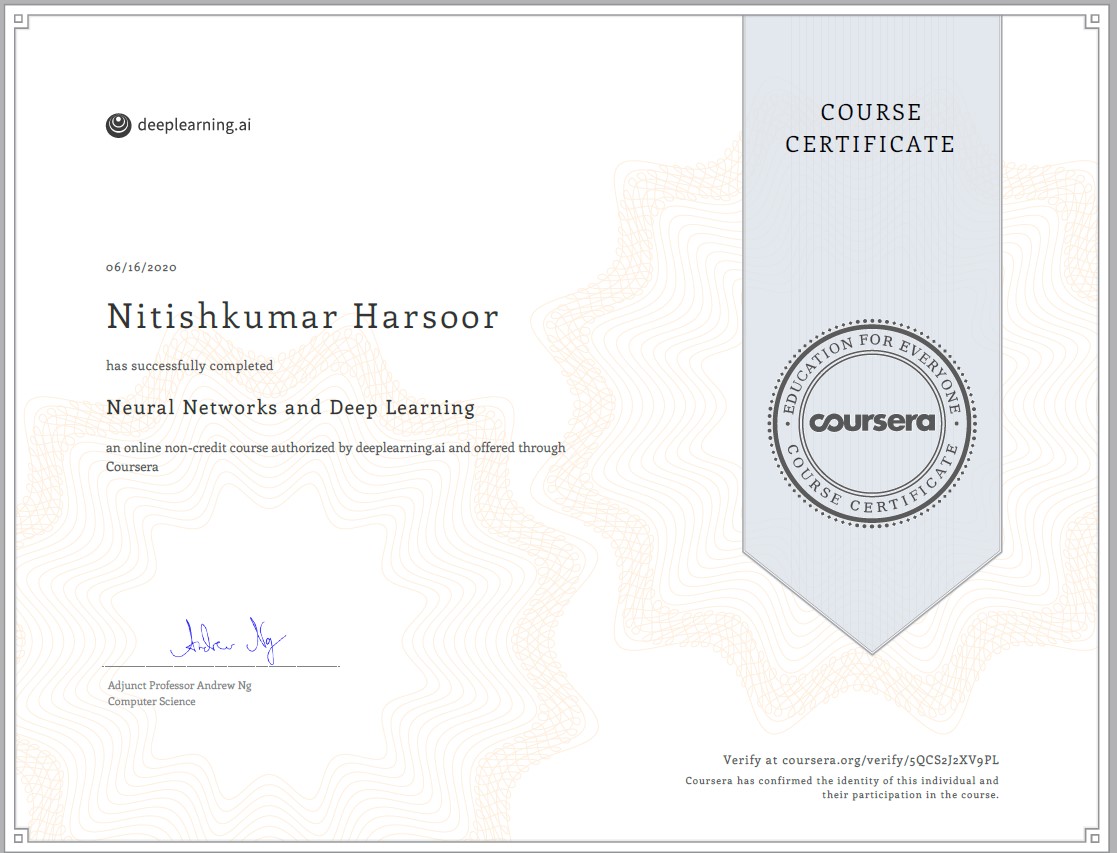 deeplearning.ai
COURSE
CERTIFICATE
06/16/2020
Nitishkumar Harsoor
has successfully completed
Neural Networks and Deep Learning
an online non-credit course authorized by deeplearning.ai and offered through
Coursera
EDUCATION FOR EVERYONE
coursera
COURSE CERTIFICATE
Andrew Ng
Adjunct Professor Andrew Ng
Computer Science
Verify at coursera.org/verify/5QCS2J2XV9PL
Coursera has confirmed the identity of this individual and
their participation in the course.